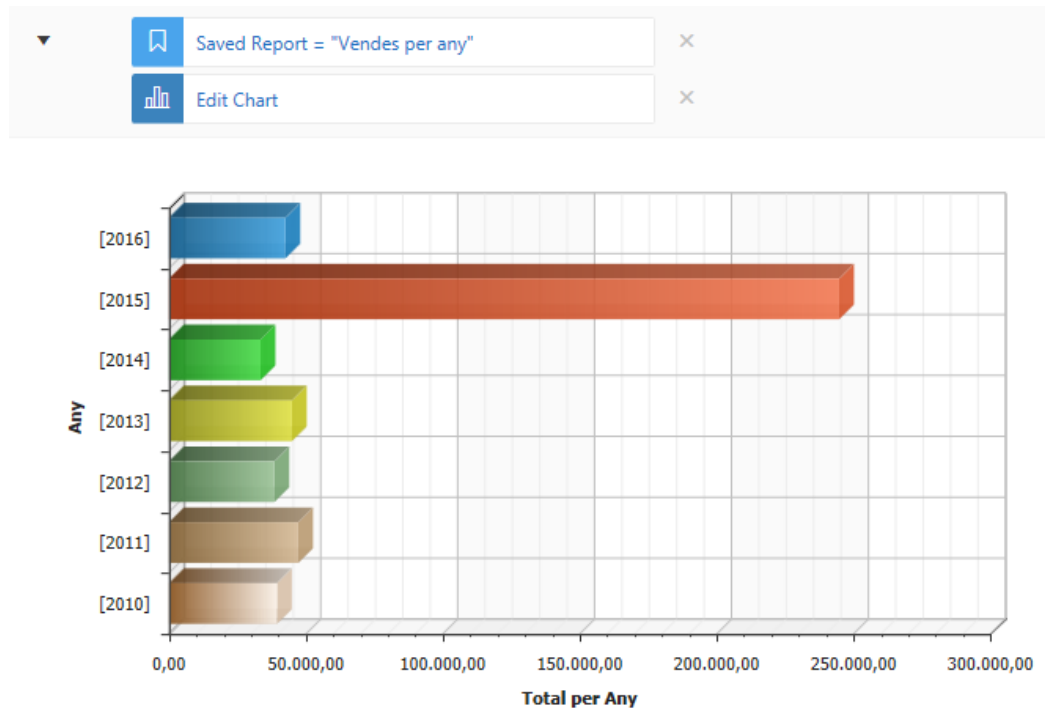 Saved Report = "Vendes per any"
Edit Chart
[2016]
[2015]
[2014]
[2013]
[2012]
[2011]
[2010]
Any
0,00 50.000,00 100.000,00 150.000,00 200.000,00 250.000,00 300.000,00
Total per Any